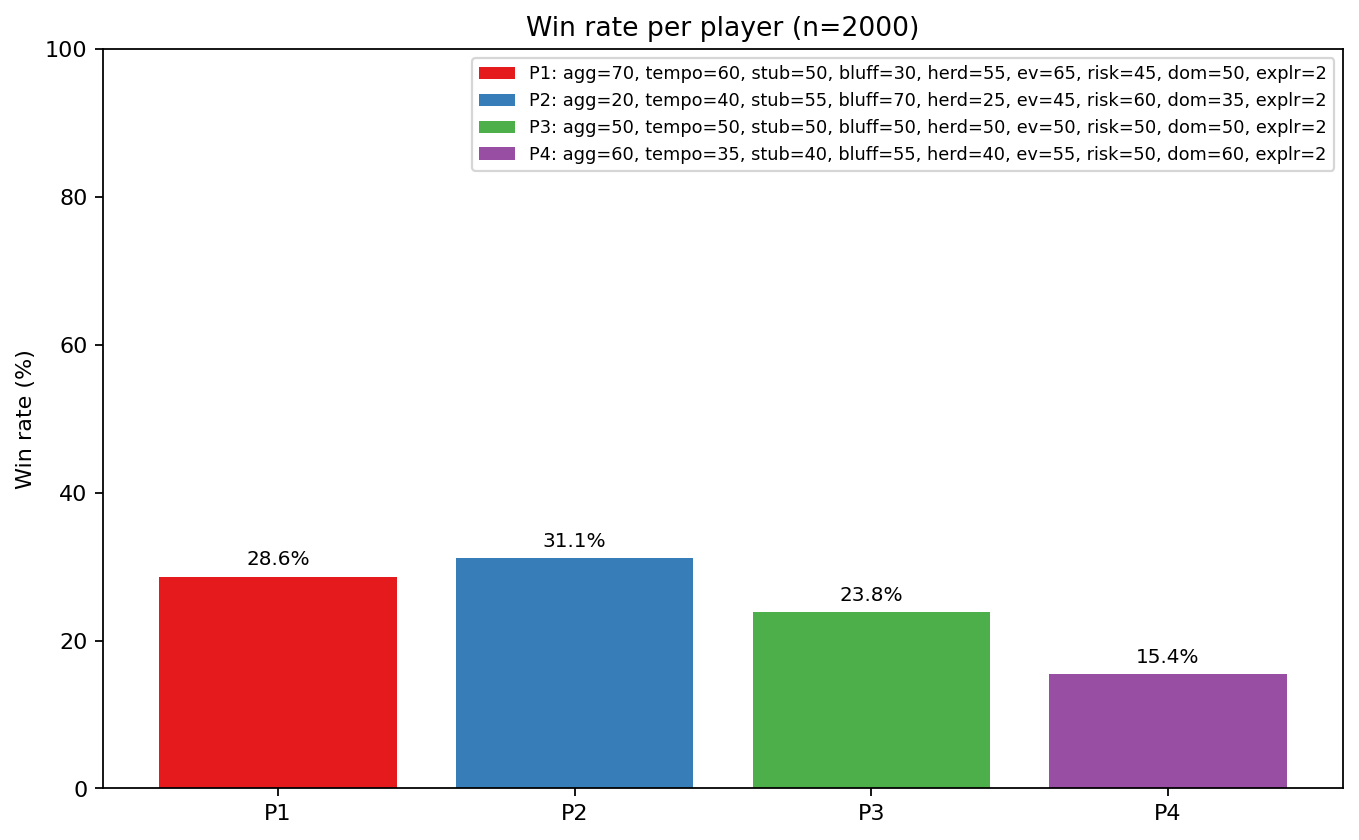 Win rate per player (n=2000)
P1: agg=70, tempo=60, stub=50, bluff=30, herd=55, ev=65, risk=45, dom=50, explr=2
P2: agg=20, tempo=40, stub=55, bluff=70, herd=25, ev=45, risk=60, dom=35, explr=2
P3: agg=50, tempo=50, stub=50, bluff=50, herd=50, ev=50, risk=50, dom=50, explr=2
P4: agg=60, tempo=35, stub=40, bluff=55, herd=40, ev=55, risk=50, dom=60, explr=2
Win rate (%)
100
80
60
40
20
0
28.6%
31.1%
23.8%
15.4%
P1
P2
P3
P4